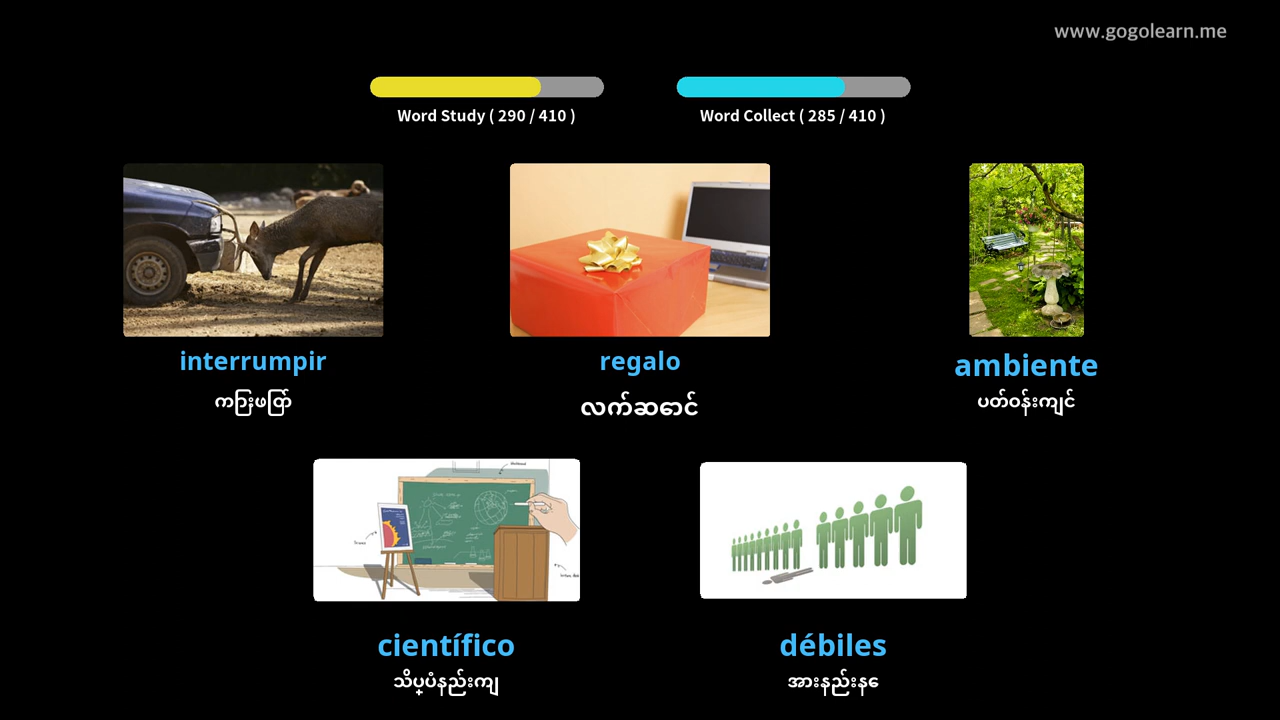 www.gogolearn.me
Word Study ( 290 / 410 )
Word Collect ( 285 / 410 )
interrumpir
regalo
ambiente
ကြားဖြတ်
လက်ဆောင်
ပတ်ဝန်းကျင်
científico
débiles
သိပ္ပံနည်းကျ
အားနည်းနေ